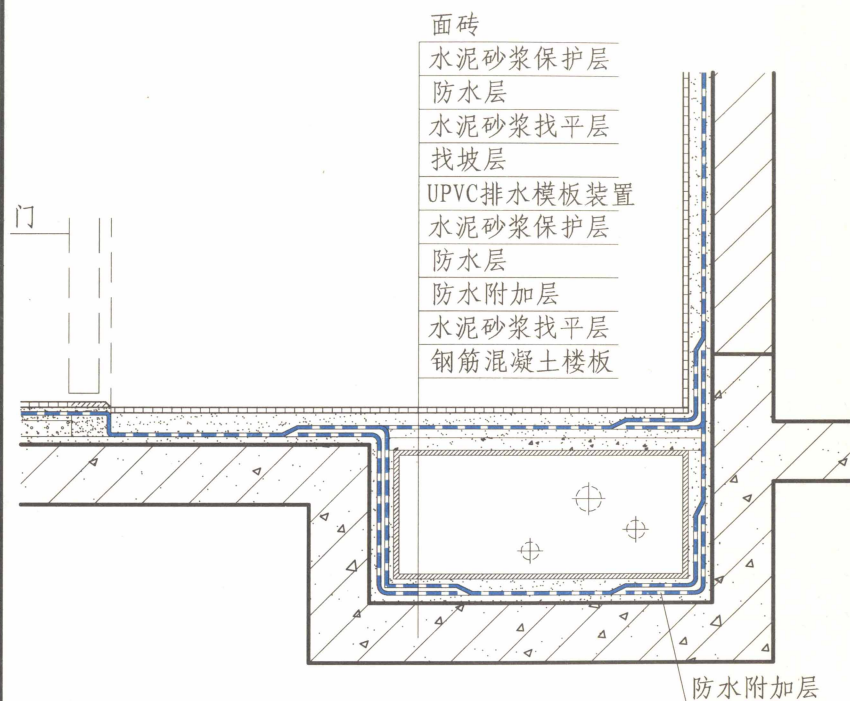 面砖
水泥砂浆保护层
防水层
水泥砂浆找平层
找坡层
UPVC排水模板装置
水泥砂浆保护层
防水层
防水附加层
水泥砂浆找平层
钢筋混凝土楼板
门
防水附加层